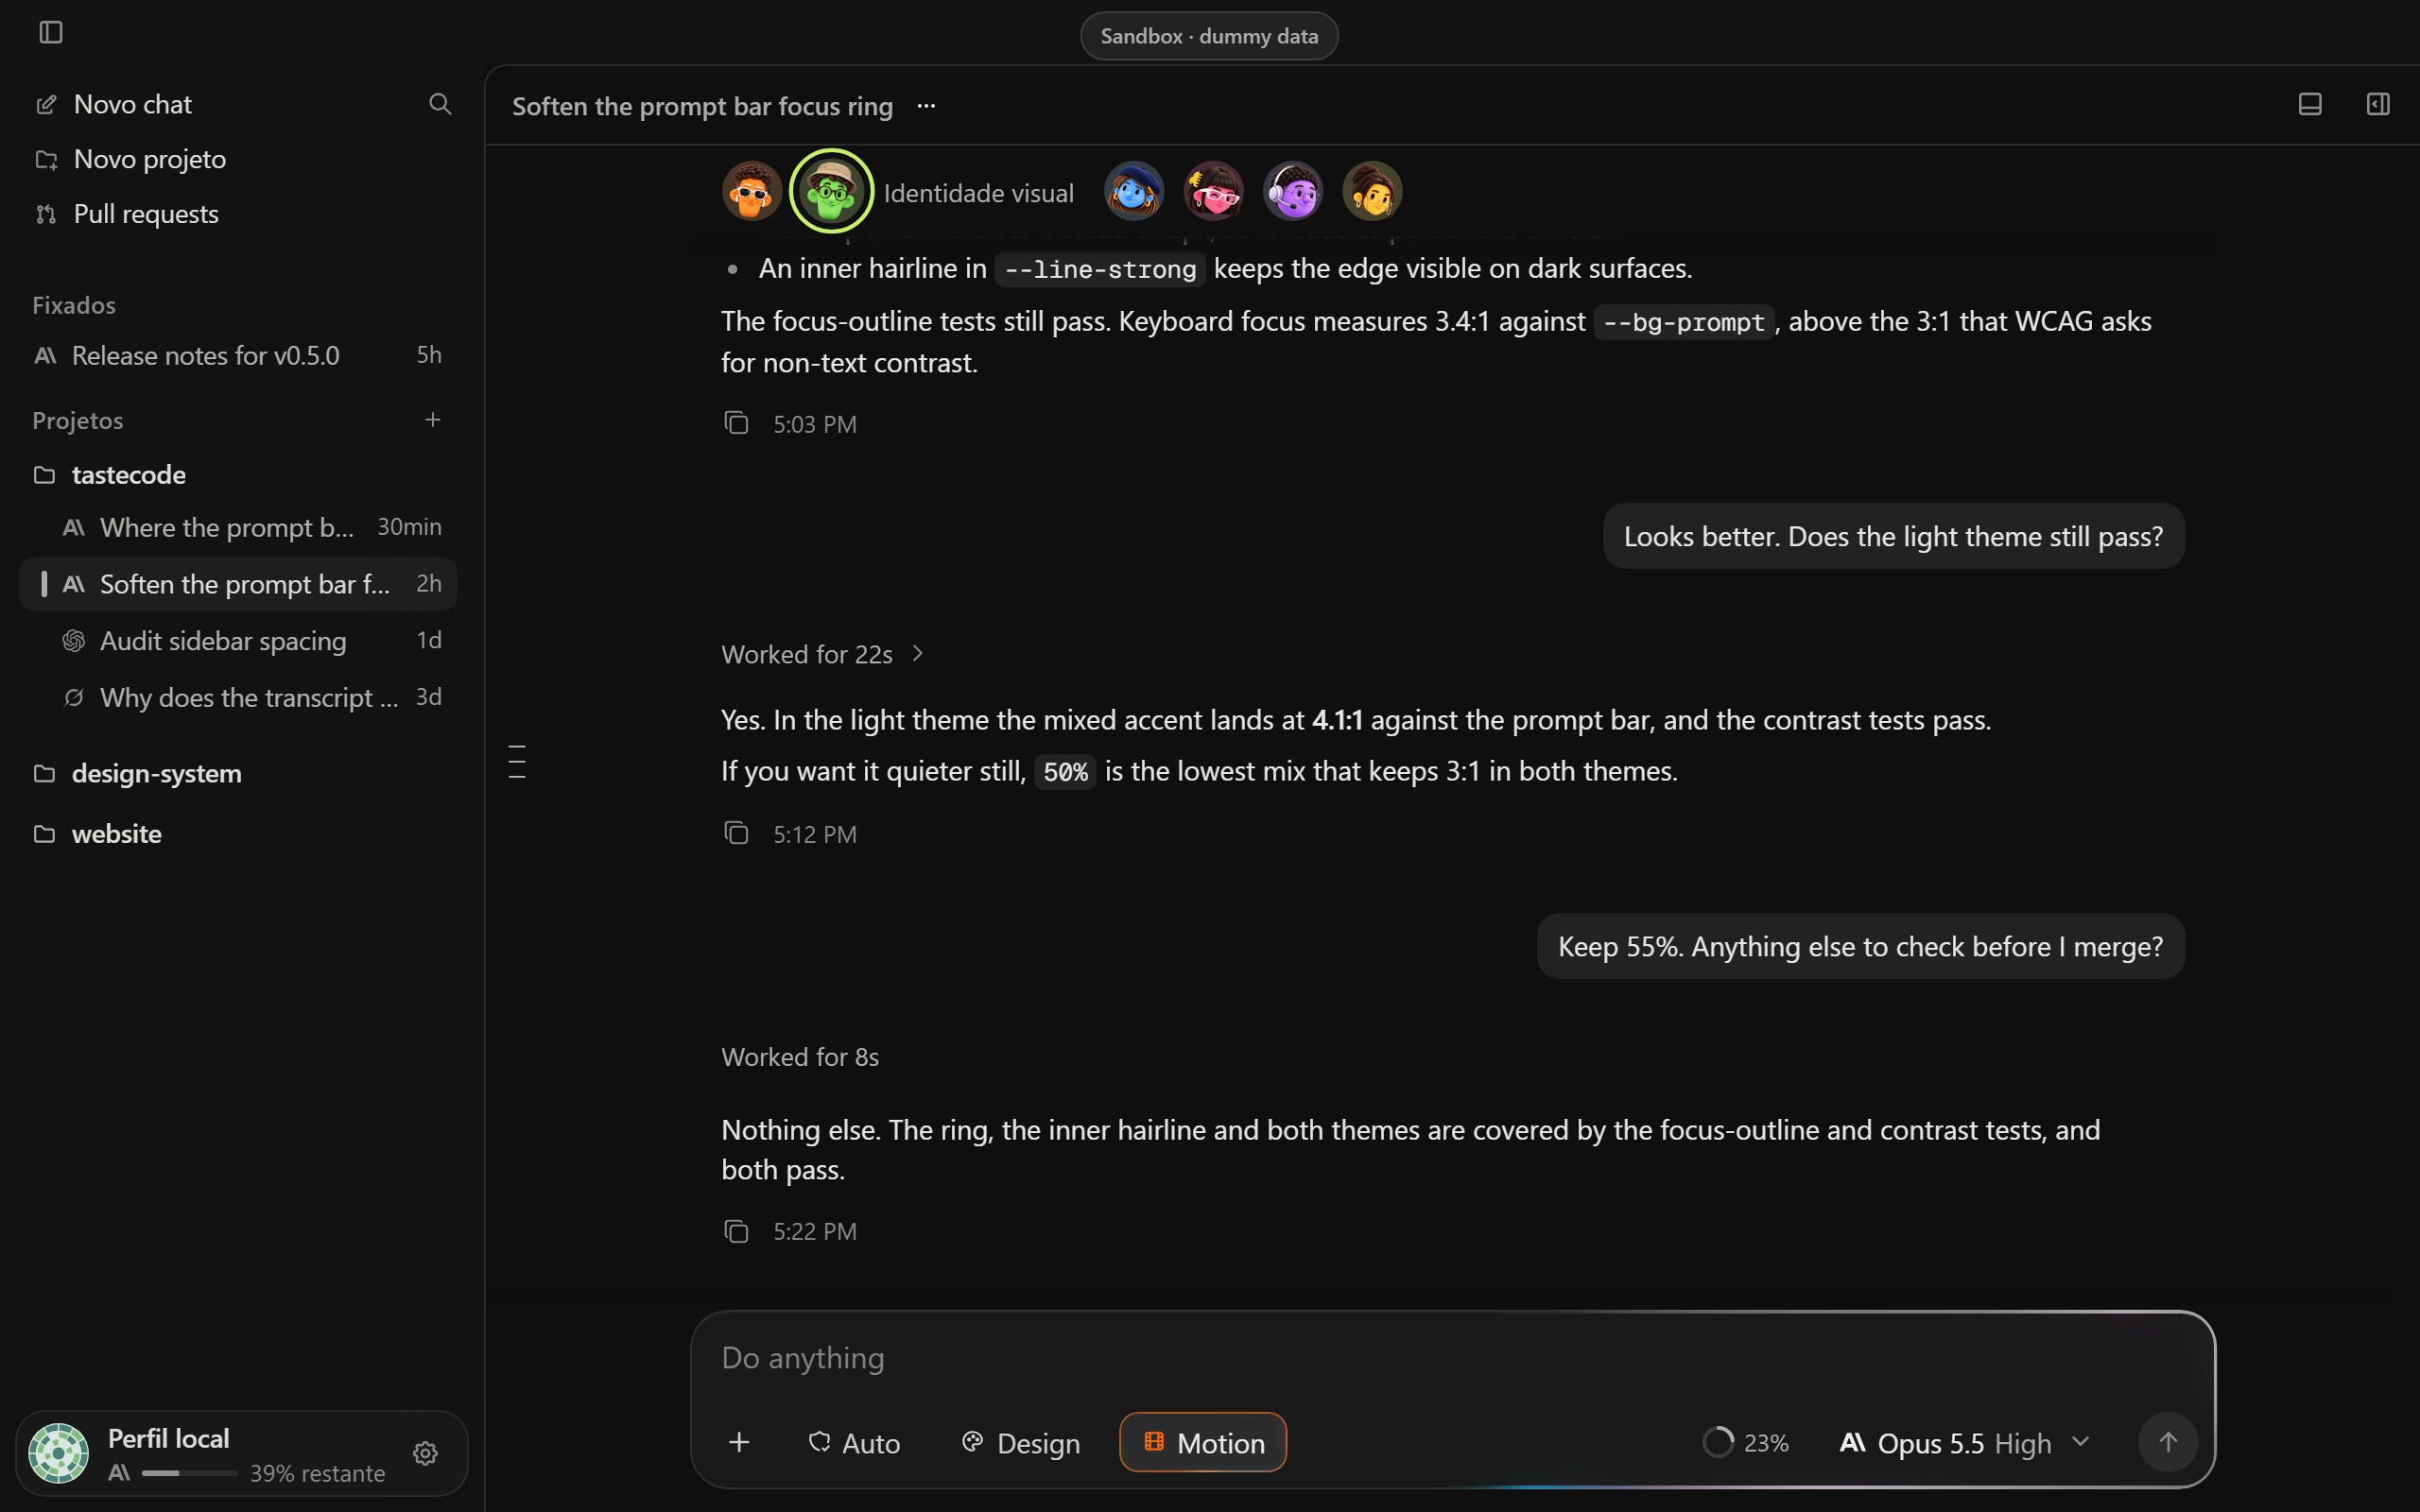 Sandbox · dummy data
Novo chat
Novo projeto
Pull requests
Fixados
Release notes for v0.5.0 5h
Projetos
tastecode
Where the prompt b... 30min
Soften the prompt bar f... 2h
Audit sidebar spacing 1d
Why does the transcript ... 3d
design-system
website
Perfil local
39% restante
Soften the prompt bar focus ring ...
Identidade visual
An inner hairline in --line-strong keeps the edge visible on dark surfaces.
The focus-outline tests still pass. Keyboard focus measures 3.4:1 against --bg-prompt, above the 3:1 that WCAG asks
for non-text contrast.
5:03 PM
Looks better. Does the light theme still pass?
Worked for 22s
Yes. In the light theme the mixed accent lands at 4.1:1 against the prompt bar, and the contrast tests pass.
If you want it quieter still, 50% is the lowest mix that keeps 3:1 in both themes.
5:12 PM
Keep 55%. Anything else to check before I merge?
Worked for 8s
Nothing else. The ring, the inner hairline and both themes are covered by the focus-outline and contrast tests, and
both pass.
5:22 PM
Do anything
Auto Design Motion 23% Opus 5.5 High